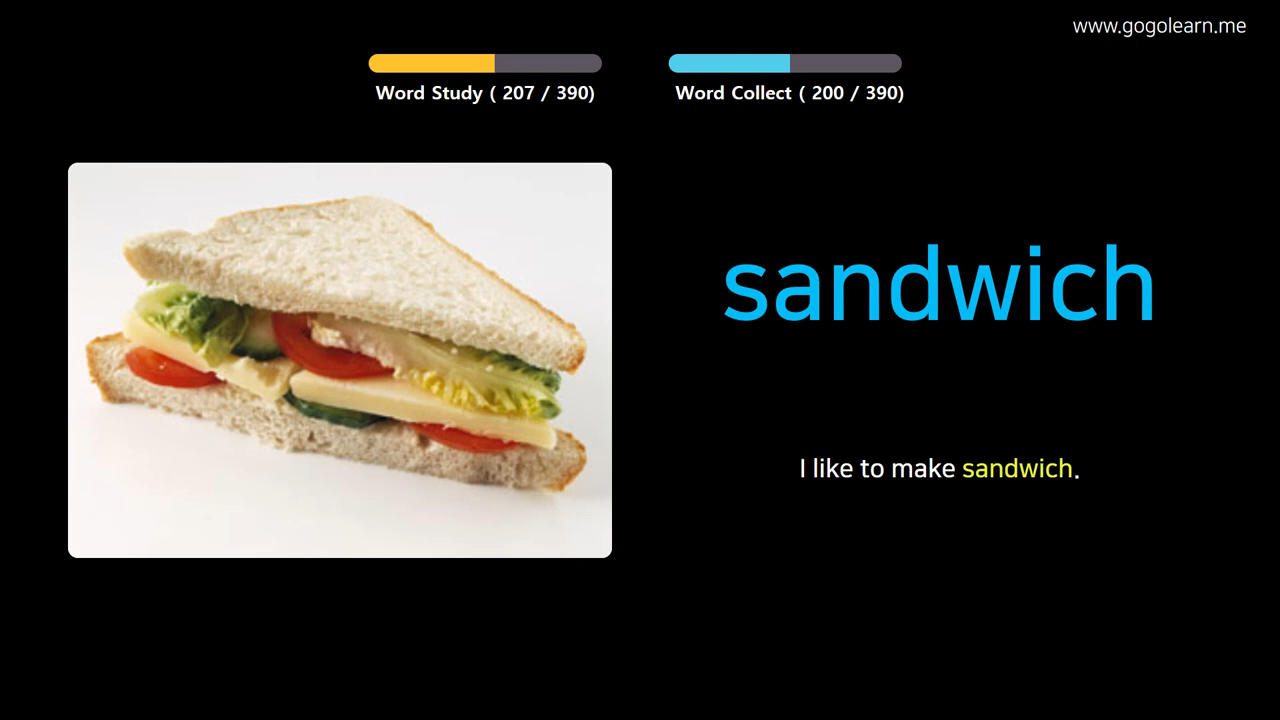 www.gogolearn.me
Word Study ( 207 / 390)
Word Collect ( 200 / 390)
sandwich
I like to make sandwich.